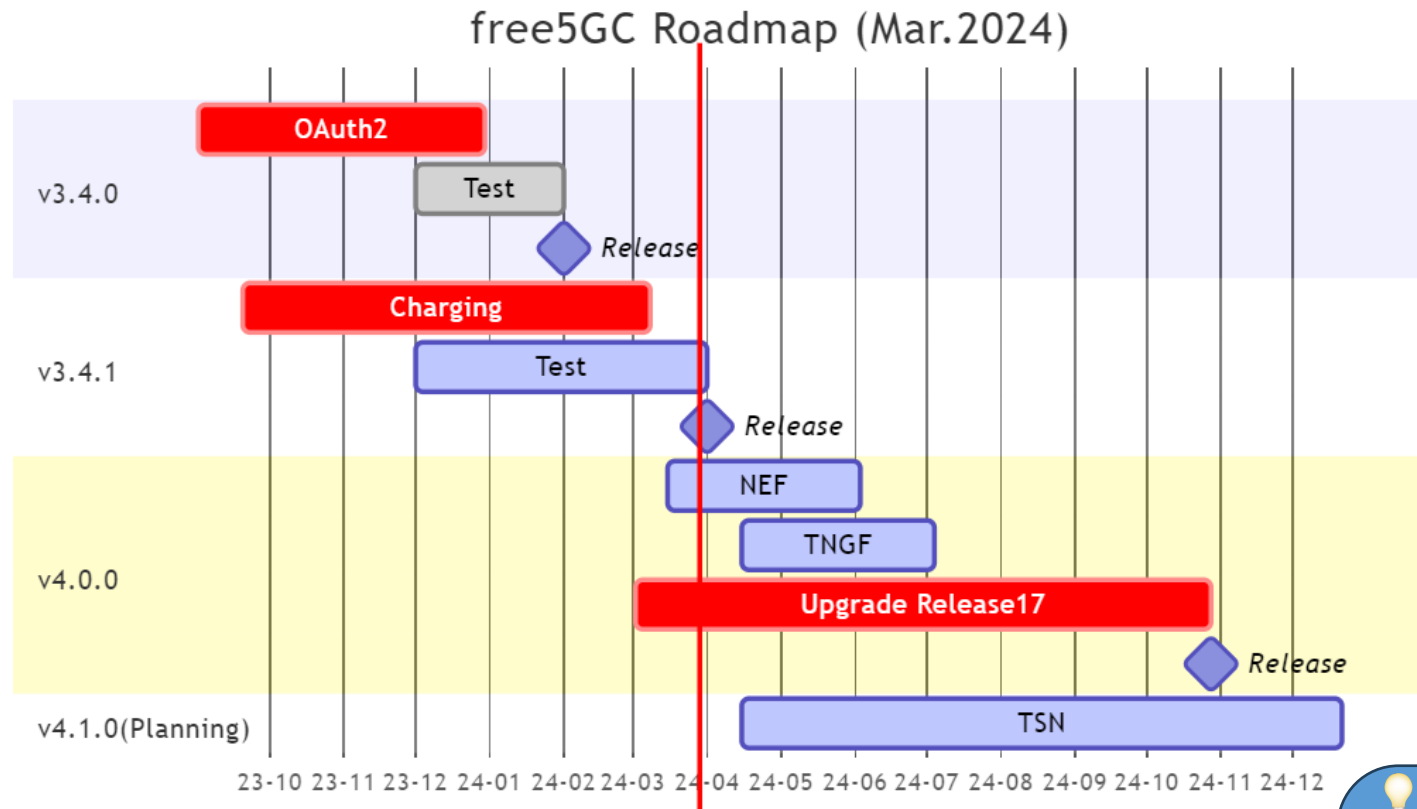 free5GC Roadmap (Mar.2024)
OAuth2
Test
v3.4.0
Release
Charging
Test
v3.4.1
Release
NEF
TNGF
v4.0.0
Upgrade Release17
Release
TSN
v4.1.0(Planning)
23-10 23-11 23-12 24-01 24-02 24-03 24-04 24-05 24-06 24-07 24-08 24-09 24-10 24-11 24-12